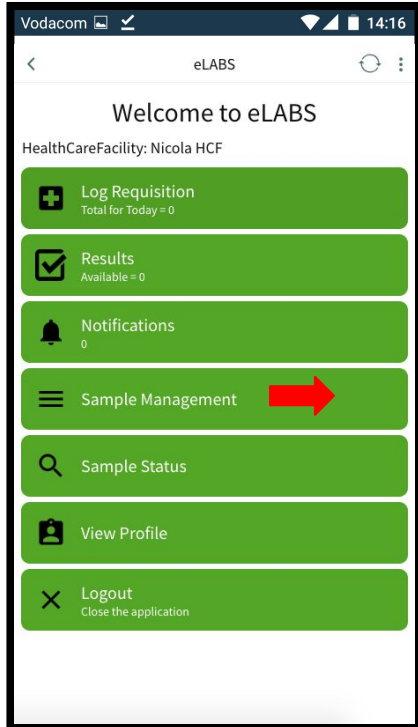 Vodacom 14:16
eLABS
Welcome to eLABS
HealthCareFacility: Nicola HCF
Log Requisition
Total for Today = 0
Results
Available = 0
Notifications
0
Sample Management
Sample Status
View Profile
Logout
Close the application